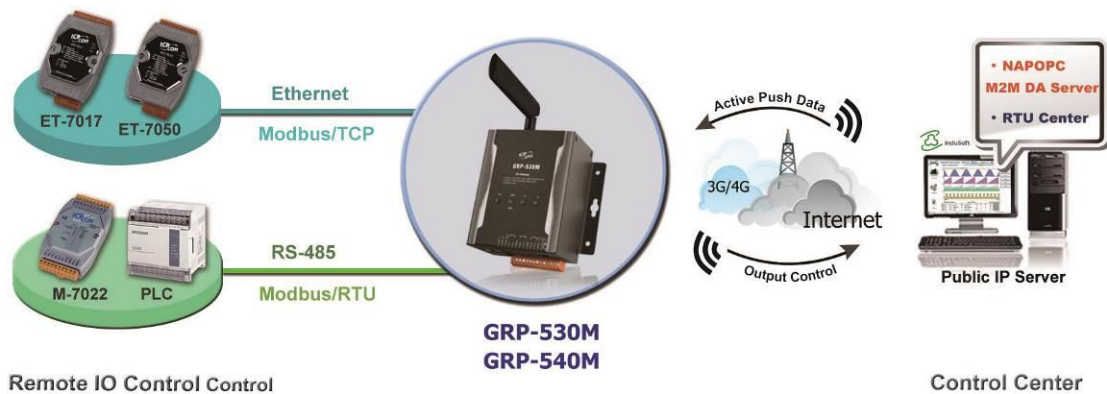 ET-7017
ET-7050
Ethernet
Modbus/TCP
M-7022
PLC
RS-485
Modbus/RTU
GRP-530M
GRP-530M
GRP-540M
Active Push Data
3G/4G
Internet
Output Control
• NAPOPC
M2M DA Server
• RTU Center
InduSoft
Public IP Server
Remote IO Control Control
Control Center